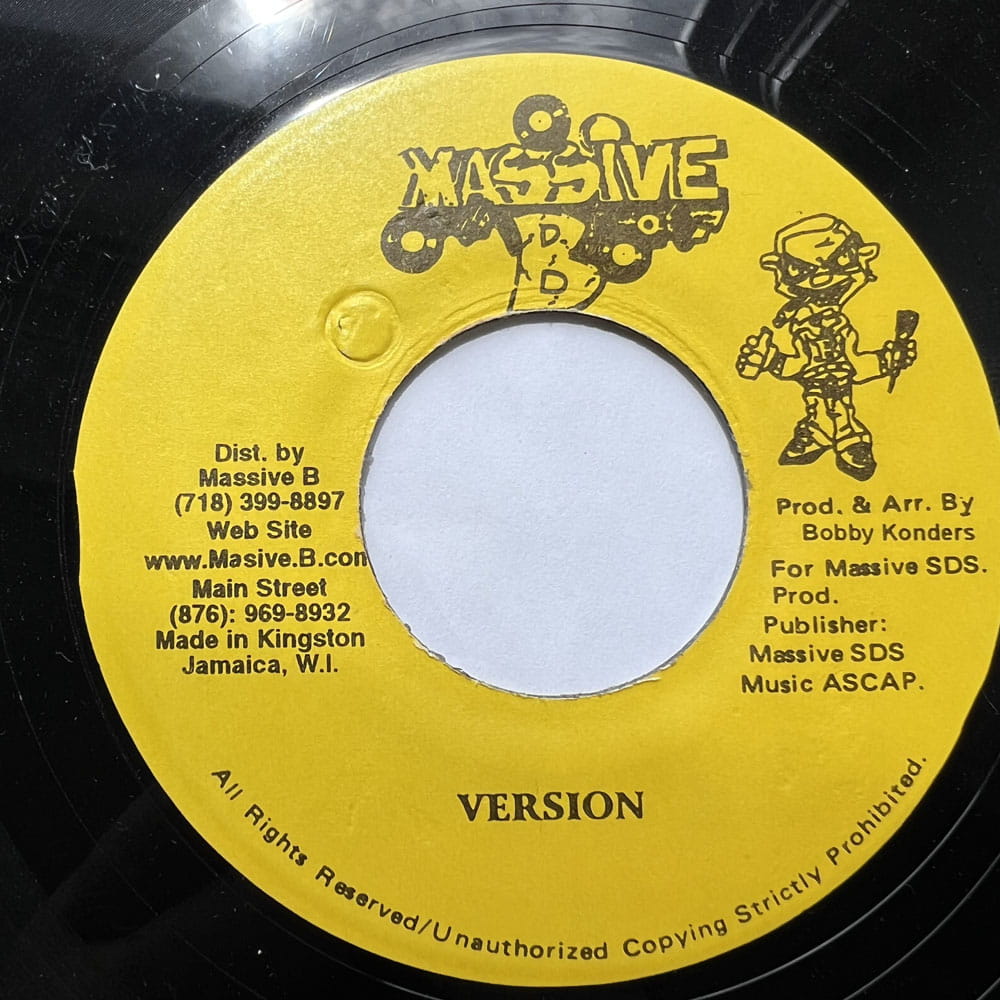 MASSIVE
B
Dist. by
Massive B
(718) 399-8897
Web Site
www.Masive.B.com
Main Street
(876): 969-8932
Made in Kingston
Jamaica, W.I.
Prod. & Arr. By
Bobby Konders
For Massive SDS.
Prod.
Publisher:
Massive SDS
Music ASCAP.
VERSION
All Rights Reserved/Unauthorized Copying Strictly Prohibited.